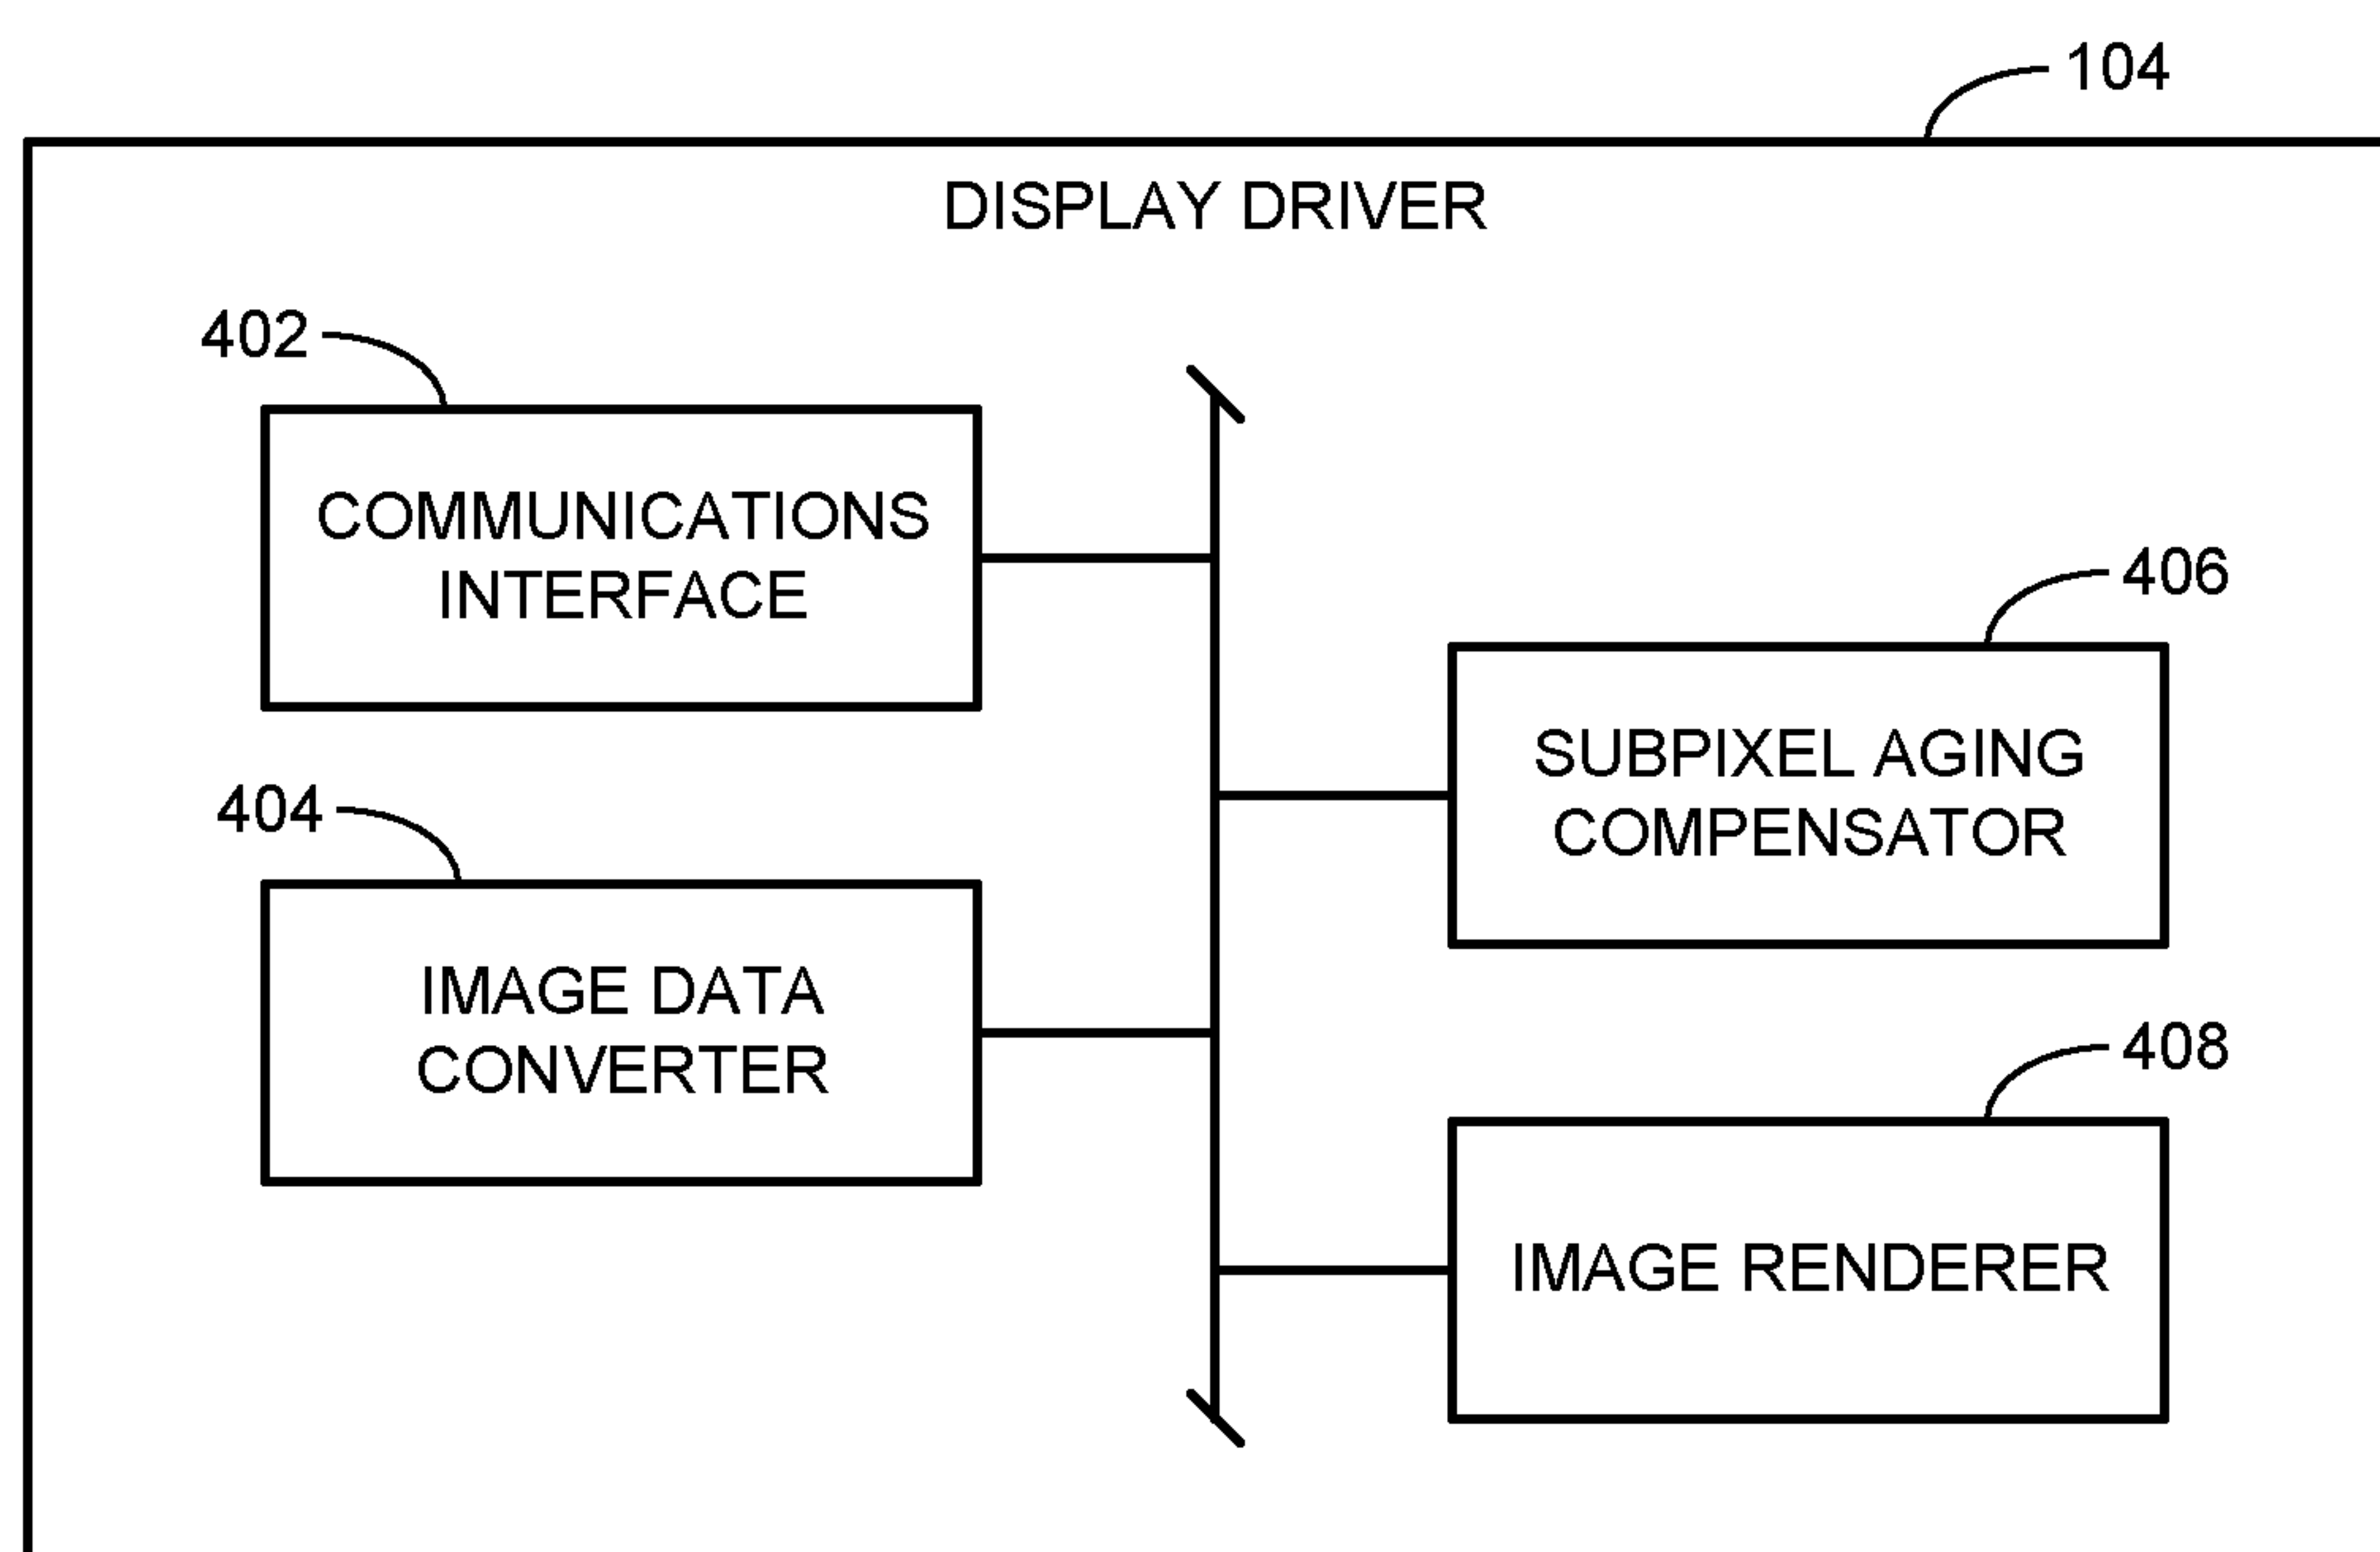 104
DISPLAY DRIVER
402
COMMUNICATIONS
INTERFACE
406
SUBPIXEL AGING
COMPENSATOR
404
IMAGE DATA
CONVERTER
408
IMAGE RENDERER